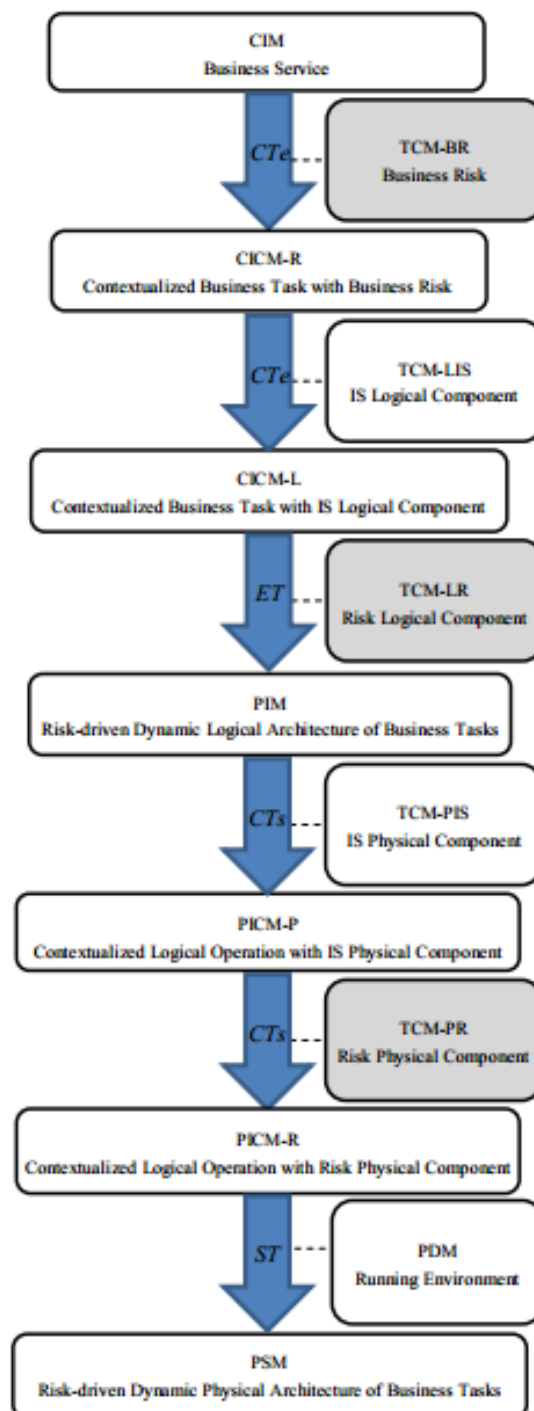 CIM
Business Service
CTe
TCM-BR
Business Risk
CICM-R
Contextualized Business Task with Business Risk
CTe
TCM-LIS
IS Logical Component
CICM-L
Contextualized Business Task with IS Logical Component
ET
TCM-LR
Risk Logical Component
PIM
Risk-driven Dynamic Logical Architecture of Business Tasks
CTs
TCM-PIS
IS Physical Component
PICM-P
Contextualized Logical Operation with IS Physical Component
CTs
TCM-PR
Risk Physical Component
PICM-R
Contextualized Logical Operation with Risk Physical Component
ST
PDM
Running Environment
PSM
Risk-driven Dynamic Physical Architecture of Business Tasks